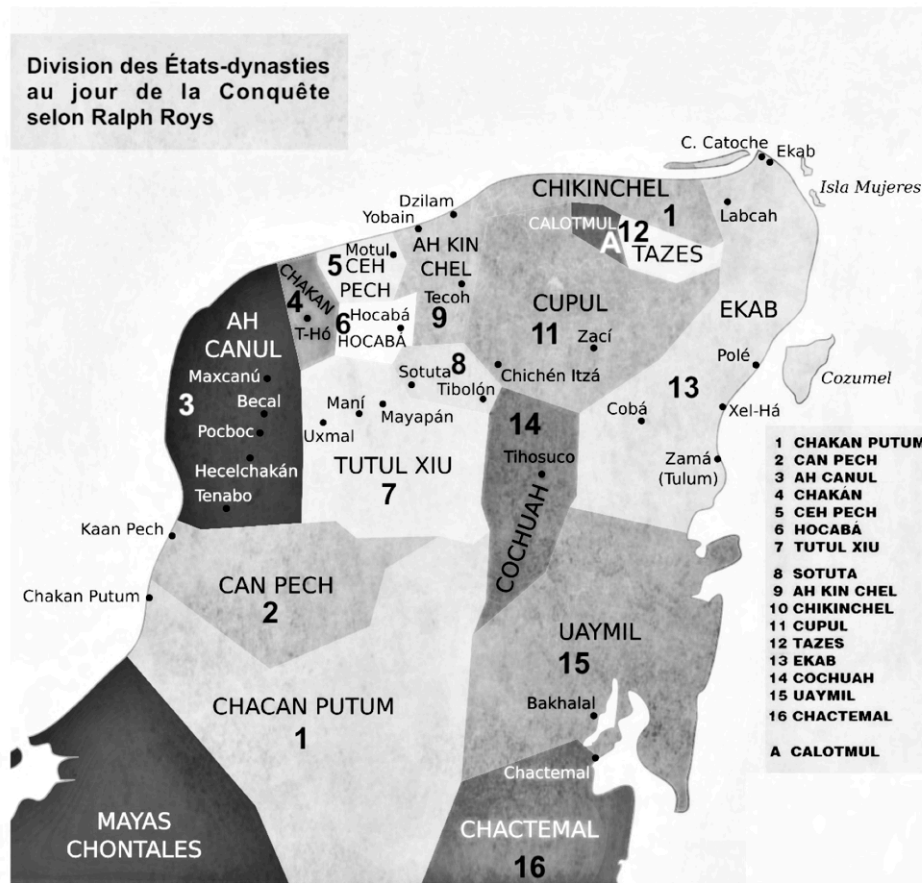 Division des États-dynasties
au jour de la Conquête
selon Ralph Roys
C. Catoche
Ekab
Isla Mujeres
Dzilam
Yobain
CHIKINCHEL
1
Labcah
CALOTMUL
A
12
TAZES
Motul
5
CEH
PECH
AH KIN
CHEL
Tecoh
9
CHAKAN
4
T-Hó
Hocabá
6
HOCABÁ
CUPUL
11
Zací
EKAB
AH
CANUL
Maxcanú
3
Becal
Pocboc
Hecelchakán
Tenabo
Sotuta
8
Tibolón
Chichén Itzá
Polé
Cozumel
13
Cobá
Xel-Há
Maní
Mayapán
Uxmal
TUTUL XIU
7
14
Tihosuco
COCHUAH
Zamá
(Tulum)
Kaan Pech
Chakan Putum
CAN PECH
2
UAYMIL
15
Bakhalal
CHACAN PUTUM
1
Chactemal
MAYAS
CHONTALES
CHACTEMAL
16
1 CHAKAN PUTUM
2 CAN PECH
3 AH CANUL
4 CHAKÁN
5 CEH PECH
6 HOCABÁ
7 TUTUL XIU
8 SOTUTA
9 AH KIN CHEL
10 CHIKINCHEL
11 CUPUL
12 TAZES
13 EKAB
14 COCHUAH
15 UAYMIL
16 CHACTEMAL
A CALOTMUL